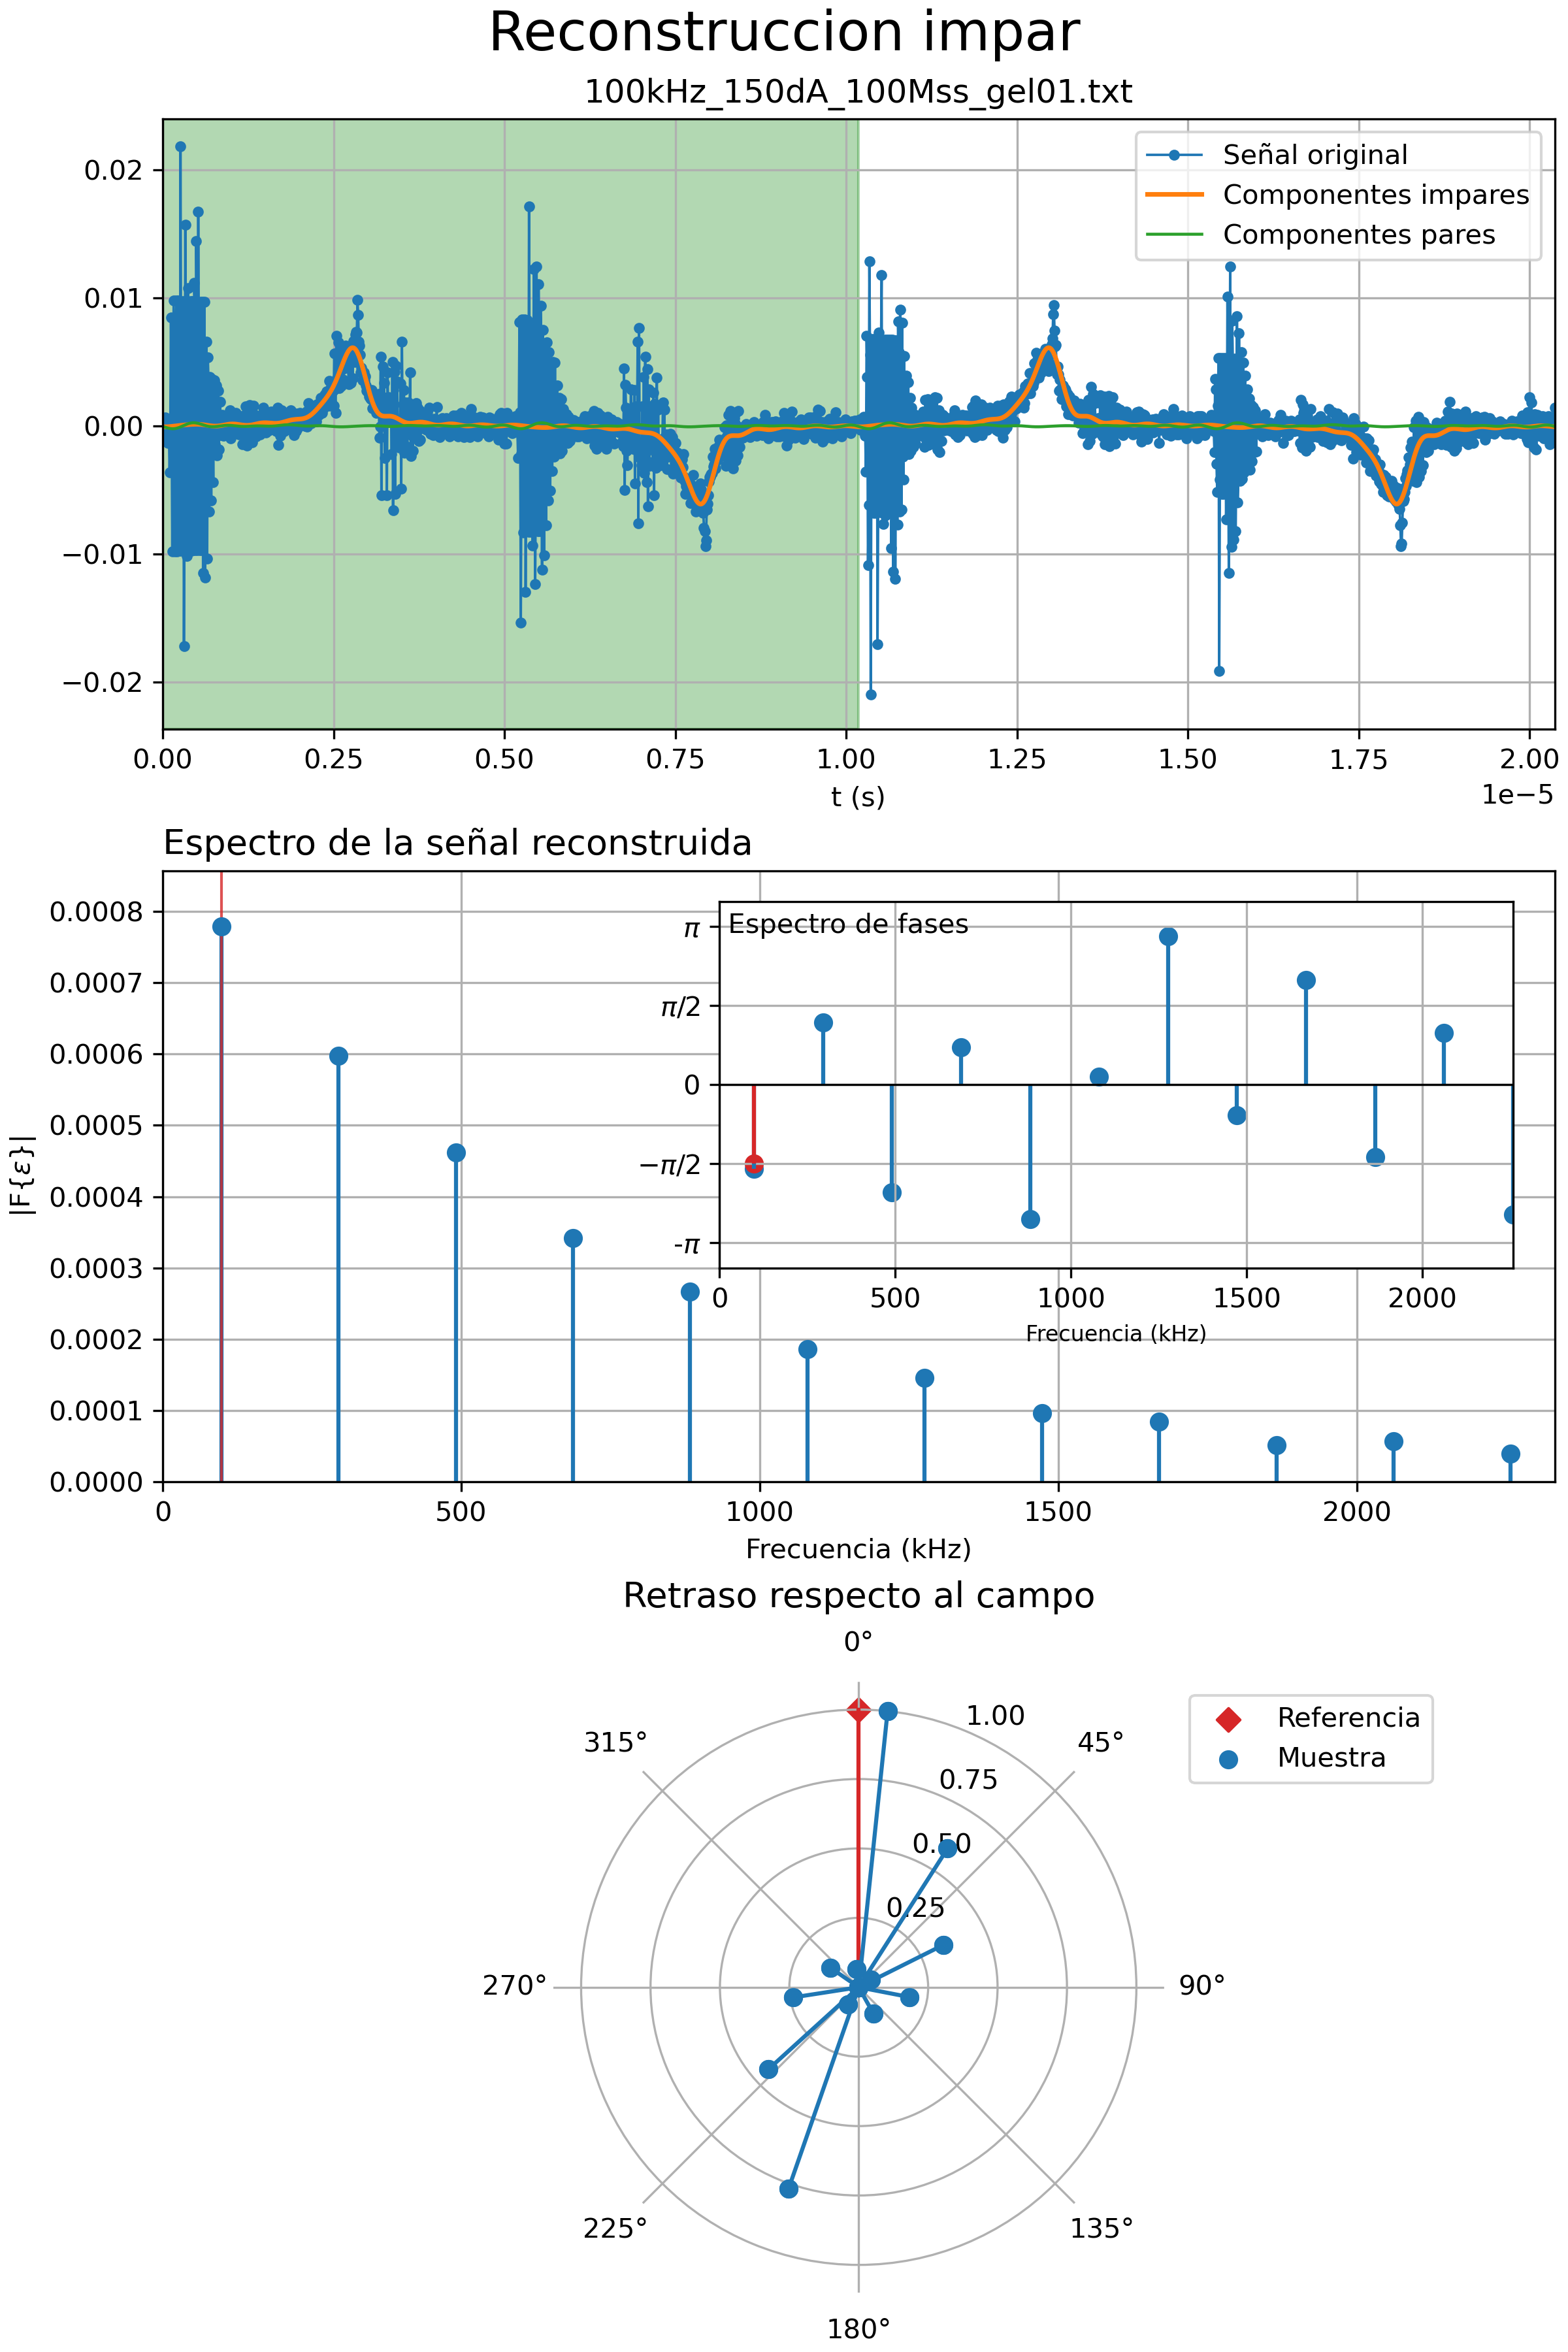 Reconstruccion impar
100kHz_150dA_100Mss_gel01.txt
Señal original
Componentes impares
Componentes pares
0.02
0.01
0.00
−0.01
−0.02
0.00 0.25 0.50 0.75 1.00 1.25 1.50 1.75 2.00
t (s)
1e−5
Espectro de la señal reconstruida
|F{ε}|
0.0008
0.0007
0.0006
0.0005
0.0004
0.0003
0.0002
0.0001
0.0000
0 500 1000 1500 2000
Frecuencia (kHz)
Espectro de fases
π
π/2
0
−π/2
-π
0 500 1000 1500 2000
Frecuencia (kHz)
Retraso respecto al campo
0°
45°
90°
135°
180°
225°
270°
315°
1.00
0.75
0.50
0.25
Referencia
Muestra